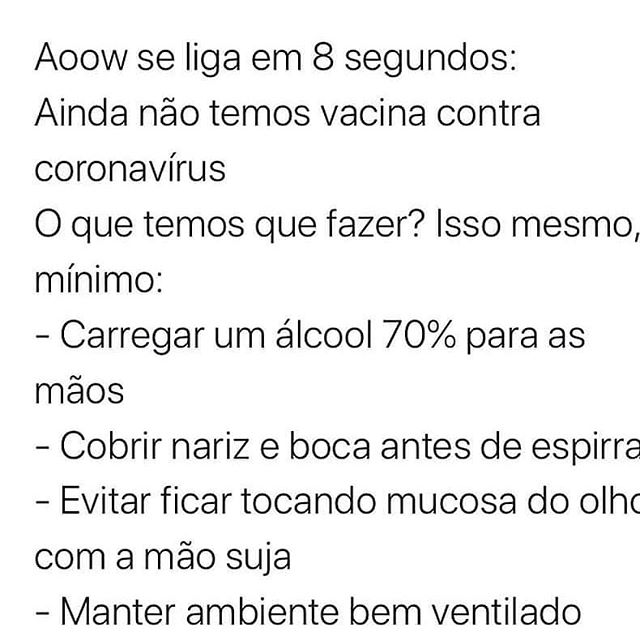 Aoow se liga em 8 segundos:
Ainda não temos vacina contra
coronavírus
O que temos que fazer? Isso mesmo,
mínimo:
- Carregar um álcool 70% para as
mãos
- Cobrir nariz e boca antes de espirra
- Evitar ficar tocando mucosa do olho
com a mão suja
- Manter ambiente bem ventilado